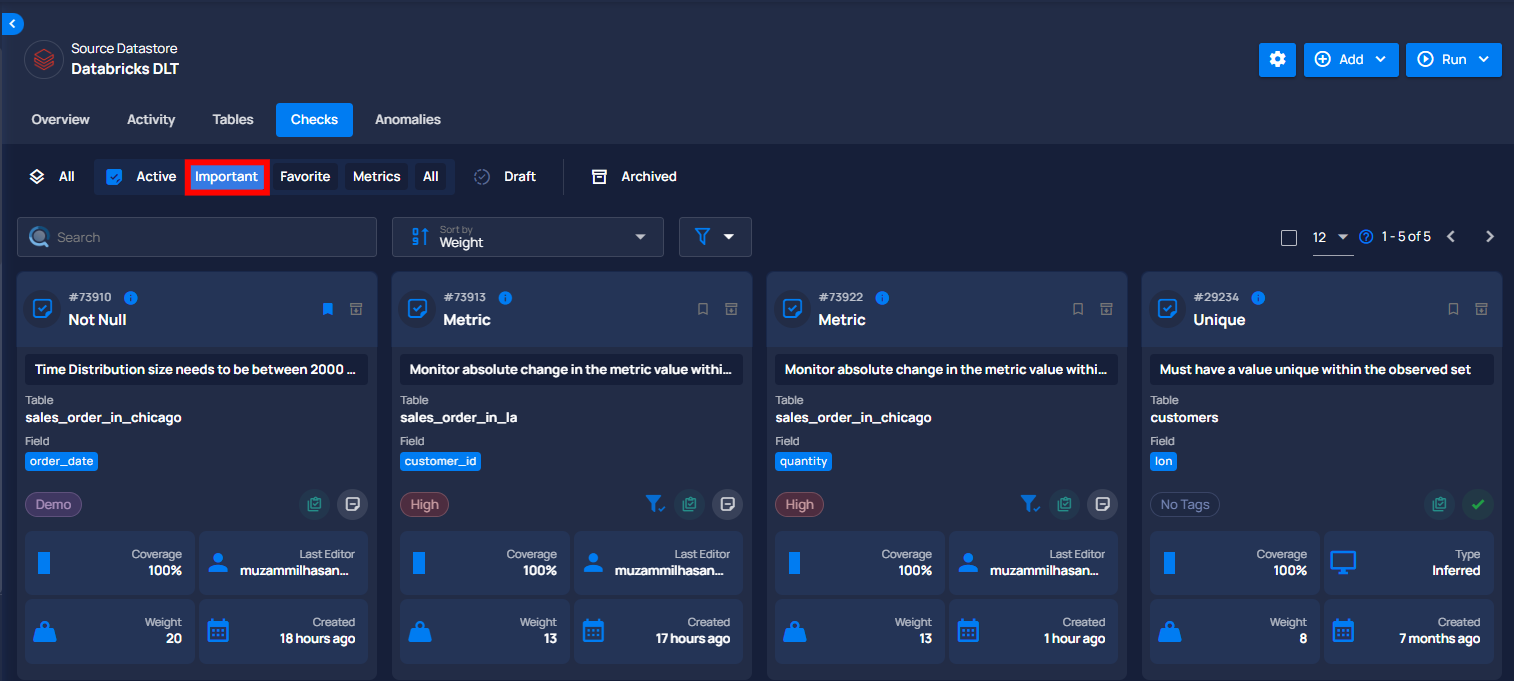 Source Datastore
Databricks DLT
Add
Run
Overview
Activity
Tables
Checks
Anomalies
All
Active
Important
Favorite
Metrics
All
Draft
Archived
Search
Sort by
Weight
12
1 - 5 of 5
#73910
Not Null
Time Distribution size needs to be between 2000 ...
Table
sales_order_in_chicago
Field
order_date
Demo
Coverage
100%
Last Editor
muzammilhasan...
Weight
20
Created
18 hours ago
#73913
Metric
Monitor absolute change in the metric value withi...
Table
sales_order_in_la
Field
customer_id
High
Coverage
100%
Last Editor
muzammilhasan...
Weight
13
Created
17 hours ago
#73922
Metric
Monitor absolute change in the metric value withi...
Table
sales_order_in_chicago
Field
quantity
High
Coverage
100%
Last Editor
muzammilhasan...
Weight
13
Created
1 hour ago
#29234
Unique
Must have a value unique within the observed set
Table
customers
Field
lon
No Tags
Coverage
100%
Type
Inferred
Weight
8
Created
7 months ago